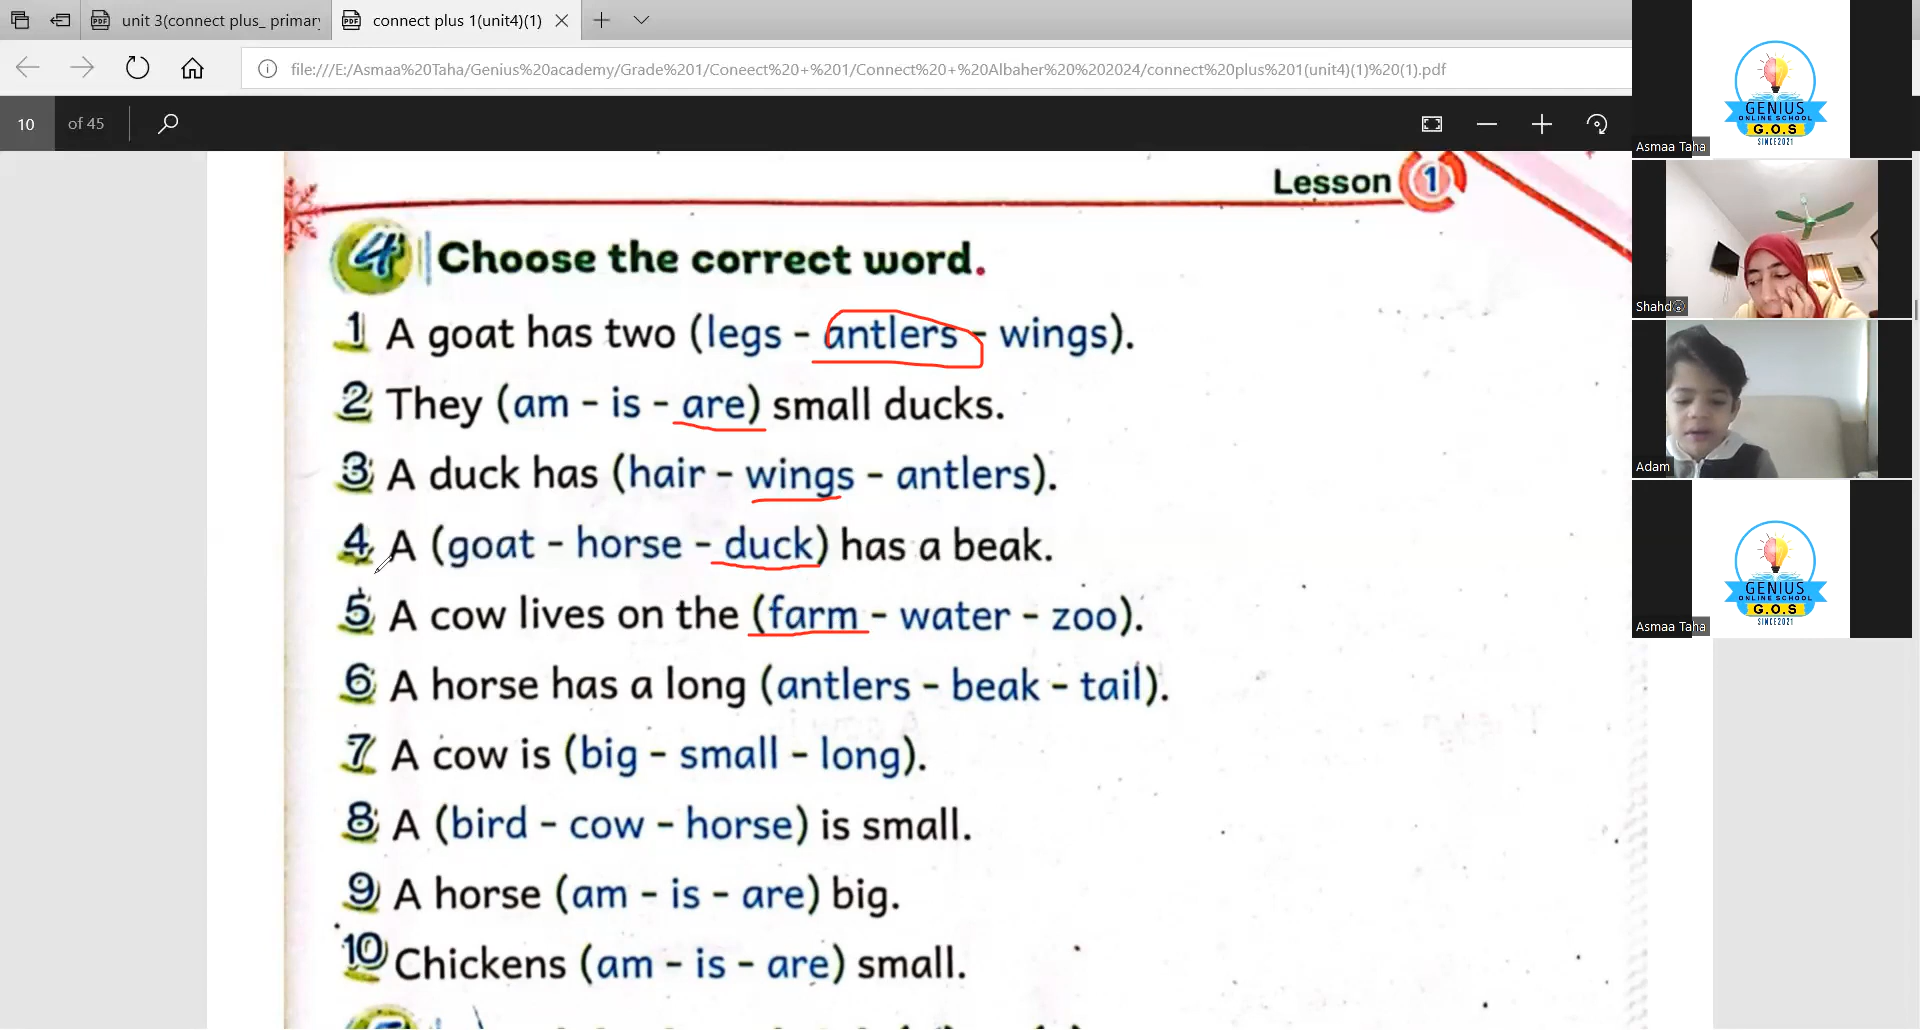 unit 3(connect plus_ primary
connect plus 1(unit4)(1)
file:///E:/Asmaa%20Taha/Genius%20academy/Grade%201/Coneect%20+%201/Connect%20+%20Albaher%20%202024/connect%20plus%201(unit4)(1)%20(1).pdf
10 of 45
Lesson 1
4 Choose the correct word.
1 A goat has two (legs - antlers - wings).
2 They (am - is - are) small ducks.
3 A duck has (hair - wings - antlers).
4 A (goat - horse - duck) has a beak.
5 A cow lives on the (farm - water - zoo).
6 A horse has a long (antlers - beak - tail).
7 A cow is (big - small - long).
8 A (bird - cow - horse) is small.
9 A horse (am - is - are) big.
10 Chickens (am - is - are) small.
GENIUS
ONLINE SCHOOL
G.O.S
SINCE2021
Asmaa Taha
Shahd
Adam
GENIUS
ONLINE SCHOOL
G.O.S
SINCE2021
Asmaa Taha